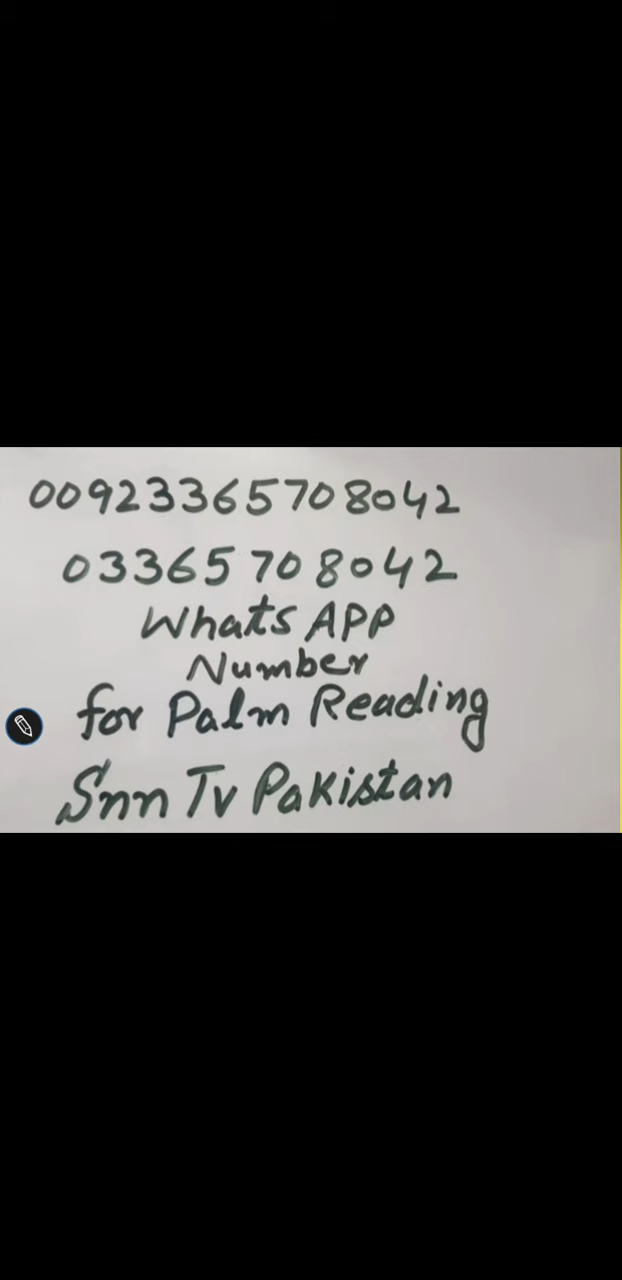 00923365708042
03365708042
Whats APP
Number
for Palm Reading
Snn Tv Pakistan